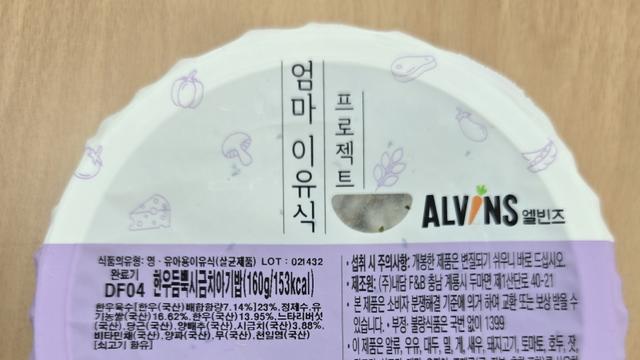 엄마 이유식
프로젝트
ALVINS 엘빈즈
식품의유형: 영·유아용이유식(살균제품) LOT : 021432
완료기
DF04 한우듬뿍시금치아기밥(160g/153kcal)
한우육수[한우(국산)배합함량7.14%]23%,정제수,유
기농쌀(국산)16.62%,한우(국산)13.95%,느타리버섯
(국산),당근(국산),양배추(국산),시금치(국산)3.88%,
비타민채(국산),양파(국산),무(국산),천일염(국산)
[쇠고기 함유]
• 섭취 시 주의사항: 개봉한 제품은 변질되기 쉬우니 바로 드십시오.
• 제조원: (주)내담 F&B 충남 계룡시 두마면 제1산단로 40-21
• 본 제품은 소비자 분쟁해결 기준에 의거 하여 교환 또는 보상 받을 수
있습니다. • 부정·불량식품은 국번 없이 1399
• 이 제품은 알류, 우유, 대두, 밀, 게, 새우, 돼지고기, 토마토, 호두, 잣,